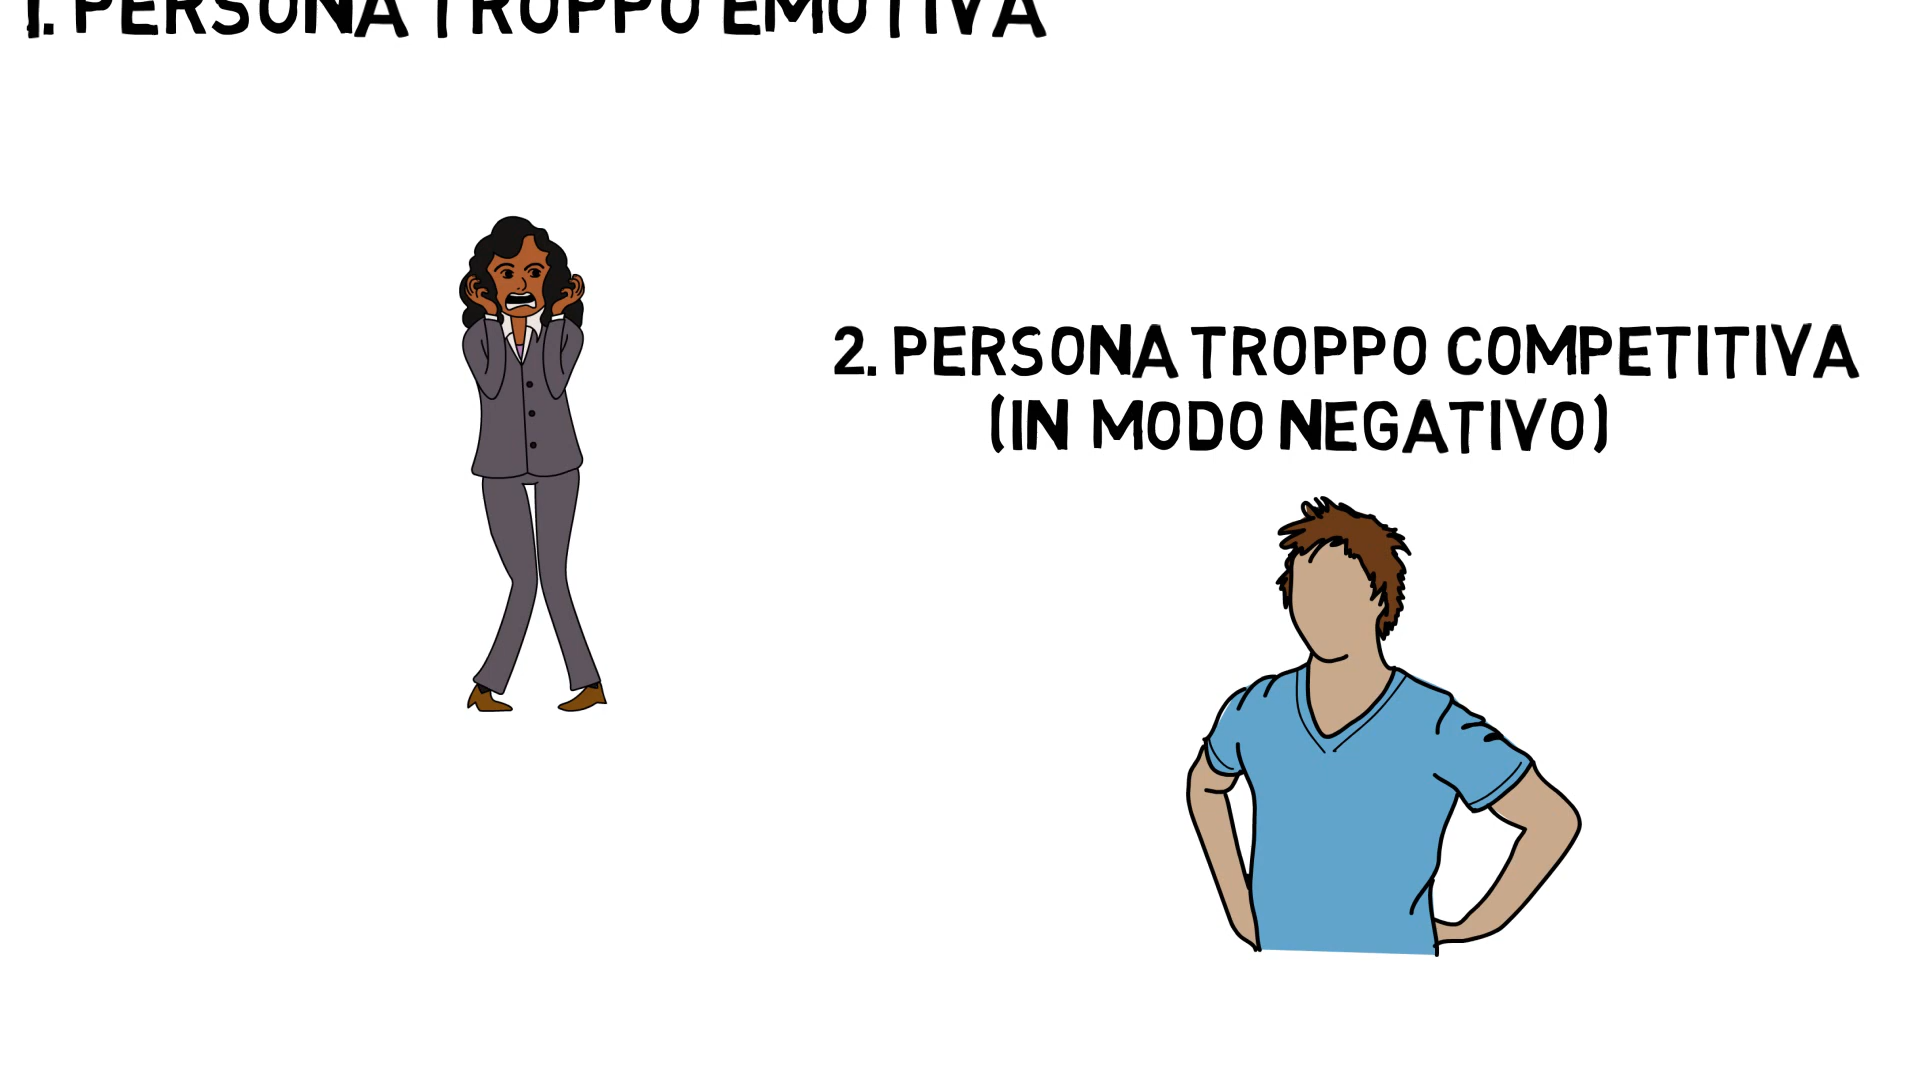 1. PERSONA TROPPO EMOTIVA
2. PERSONA TROPPO COMPETITIVA
(IN MODO NEGATIVO)